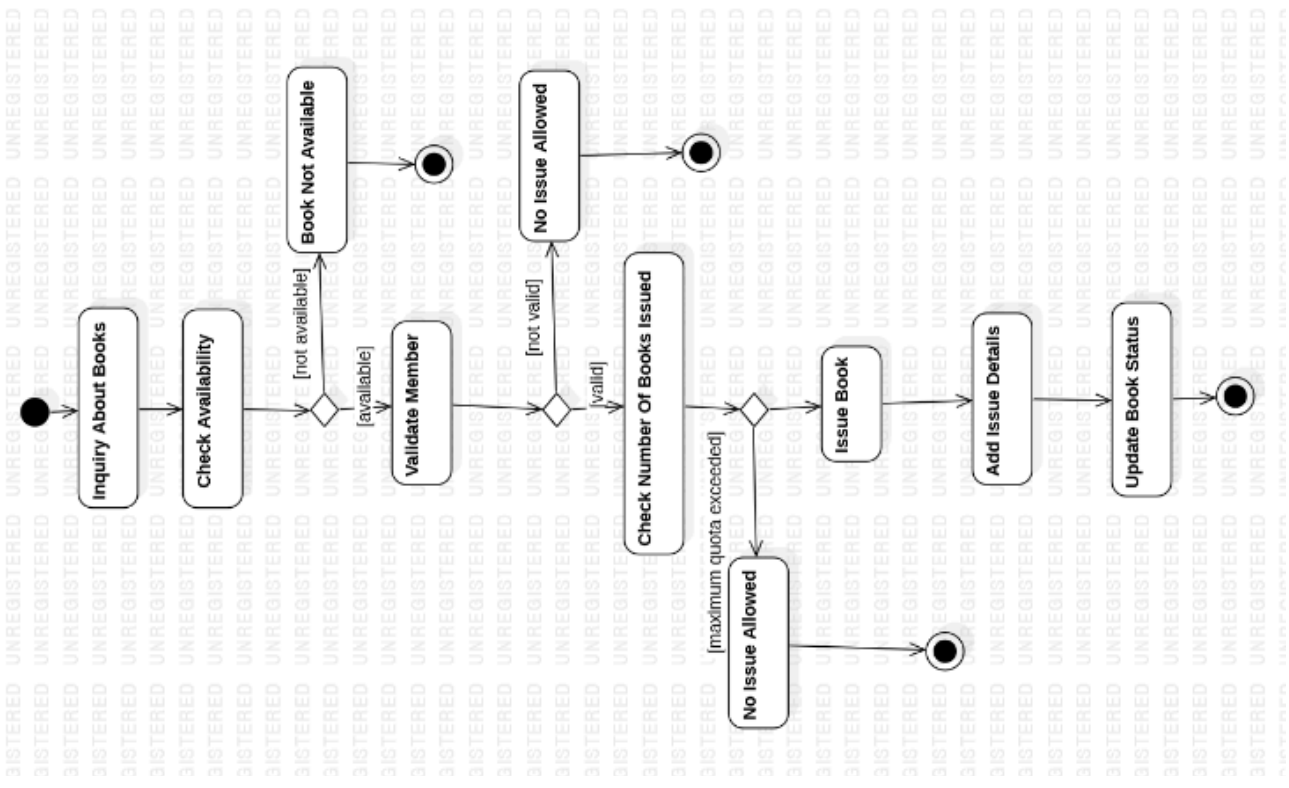 Inquiry About Books
Check Availability
[not available]
Book Not Available
[available]
Validate Member
[not valid]
No Issue Allowed
[valid]
Check Number Of Books Issued
[maximum quota exceeded]
No Issue Allowed
Issue Book
Add Issue Details
Update Book Status
UNREGISTERED